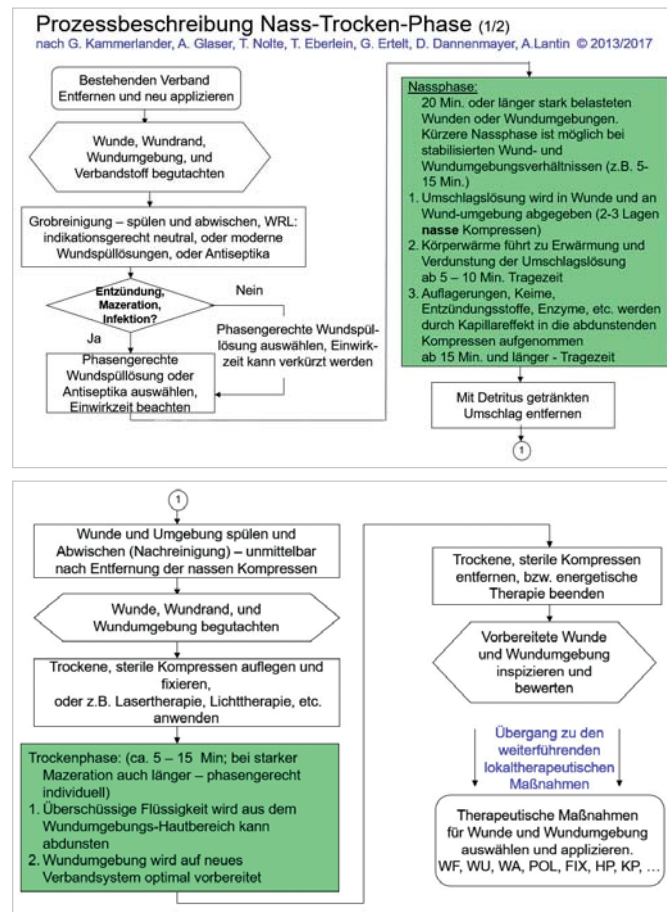 Prozessbeschreibung Nass-Trocken-Phase (1/2)
nach G. Kammerlander, A. Glaser, T. Nolte, T. Eberlein, G. Ertelt, D. Dannenmayer, A.Lantin © 2013/2017
Bestehenden Verband
Entfernen und neu applizieren
Wunde, Wundrand,
Wundumgebung, und
Verbandstoff begutachten
Grobreinigung – spülen und abwischen, WRL:
indikationsgerecht neutral, oder moderne
Wundspüllösungen, oder Antiseptika
Entzündung,
Mazeration,
Infektion?
Nein
Ja
Phasengerechte Wundspül-
lösung auswählen, Einwirk-
zeit kann verkürzt werden
Phasengerechte
Wundspüllösung oder
Antiseptika auswählen,
Einwirkzeit beachten
Nassphase:
20 Min. oder länger stark belasteten
Wunden oder Wundumgebungen.
Kürzere Nassphase ist möglich bei
stabilisierten Wund- und
Wundumgebungsverhältnissen (z.B. 5-
15 Min.)
1. Umschlagslösung wird in Wunde und an
Wund-umgebung abgegeben (2-3 Lagen
nasse Kompressen)
2. Körperwärme führt zu Erwärmung und
Verdunstung der Umschlagslösung
ab 5 – 10 Min. Tragezeit
3. Auflagerungen, Keime,
Entzündungsstoffe, Enzyme, etc. werden
durch Kapillareffekt in die abdunstenden
Kompressen aufgenommen
ab 15 Min. und länger - Tragezeit
Mit Detritus getränkten
Umschlag entfernen
1
1
Wunde und Umgebung spülen und
Abwischen (Nachreinigung) – unmittelbar
nach Entfernung der nassen Kompressen
Wunde, Wundrand, und
Wundumgebung begutachten
Trockene, sterile Kompressen auflegen und
fixieren,
oder z.B. Lasertherapie, Lichttherapie, etc.
anwenden
Trockenphase: (ca. 5 – 15 Min; bei starker
Mazeration auch länger – phasengerecht
individuell)
1. Überschüssige Flüssigkeit wird aus dem
Wundumgebungs-Hautbereich kann
abdunsten
2. Wundumgebung wird auf neues
Verbandsystem optimal vorbereitet
Trockene, sterile Kompressen
entfernen, bzw. energetische
Therapie beenden
Vorbereitete Wunde
und Wundumgebung
inspizieren und
bewerten
Übergang zu den
weiterführenden
lokaltherapeutischen
Maßnahmen
Therapeutische Maßnahmen
für Wunde und Wundumgebung
auswählen und applizieren.
WF, WU, WA, POL, FIX, HP, KP, ...